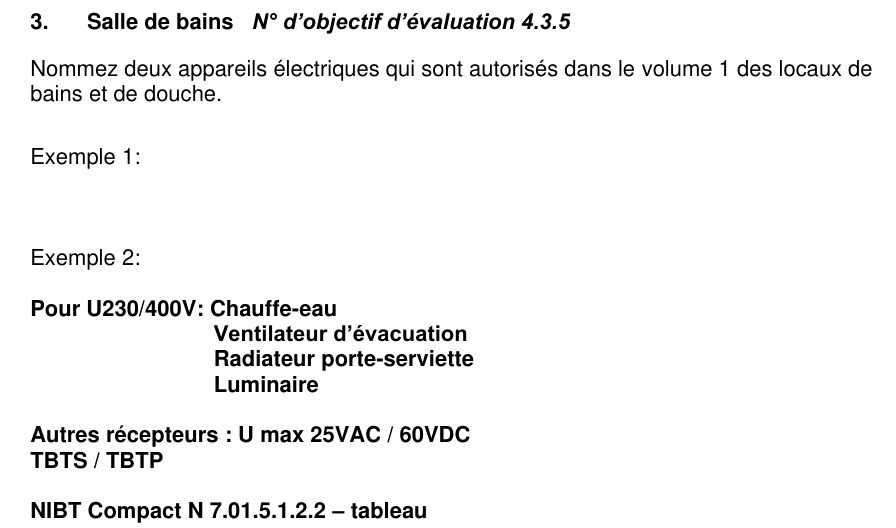 3. Salle de bains N° d’objectif d’évaluation 4.3.5
Nommez deux appareils électriques qui sont autorisés dans le volume 1 des locaux de
bains et de douche.
Exemple 1:
Exemple 2:
Pour U230/400V: Chauffe-eau
Ventilateur d’évacuation
Radiateur porte-serviette
Luminaire
Autres récepteurs : U max 25VAC / 60VDC
TBTS / TBTP
NIBT Compact N 7.01.5.1.2.2 – tableau